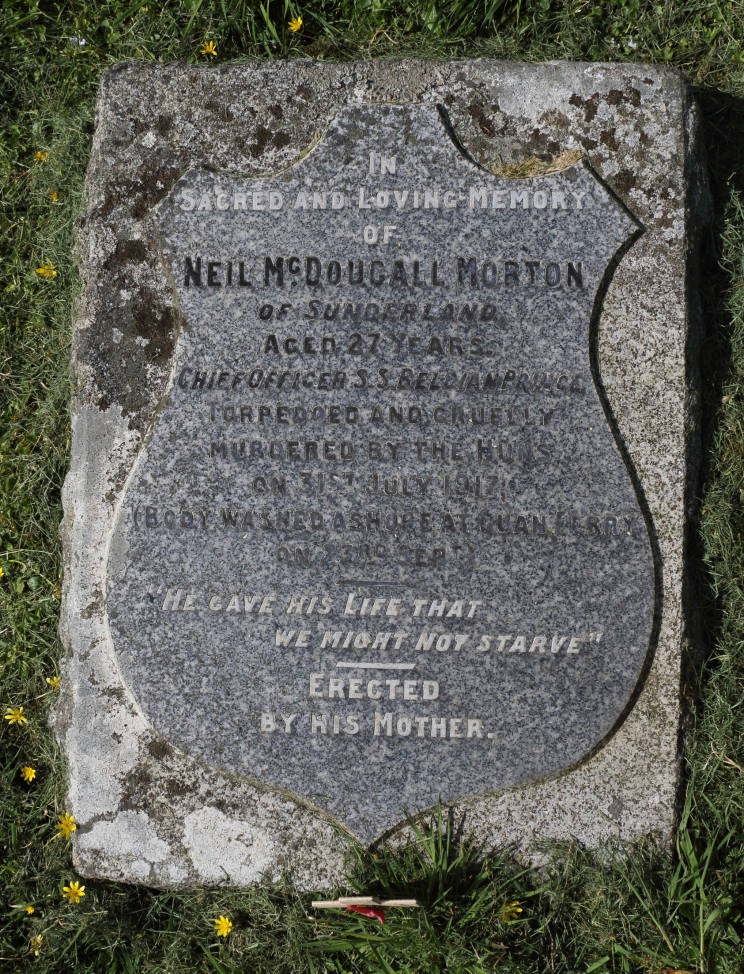 IN
SACRED AND LOVING MEMORY
OF
NEIL McDOUGALL MORTON
OF SUNDERLAND,
AGED 27 YEARS.
CHIEF OFFICER S.S. BELGIAN PRINCE,
TORPEDOED AND CRUELLY
MURDERED BY THE HUNS
ON 31ST JULY 1917,
(BODY WASHED ASHORE AT CUAN FERRY
ON 23RD SEPT)
"HE GAVE HIS LIFE THAT
WE MIGHT NOT STARVE"
ERECTED
BY HIS MOTHER.